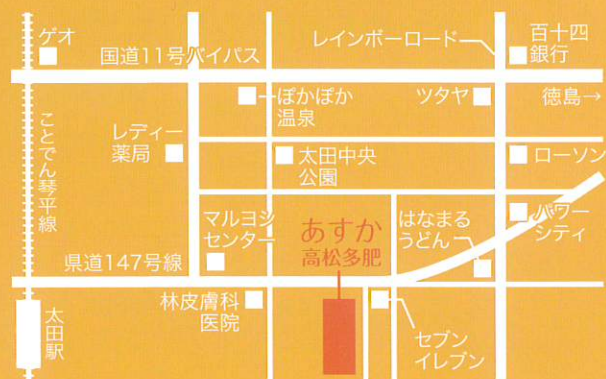 ゲオ
国道11号バイパス
レインボーロード
百十四
銀行
ぽかぽか
温泉
ツタヤ
徳島→
ことでん琴平線
レディー
薬局
太田中央
公園
ローソン
マルヨシ
センター
あすか
高松多肥
はなまる
うどん
パワー
シティ
県道147号線
林皮膚科
医院
セブン
イレブン
太田駅